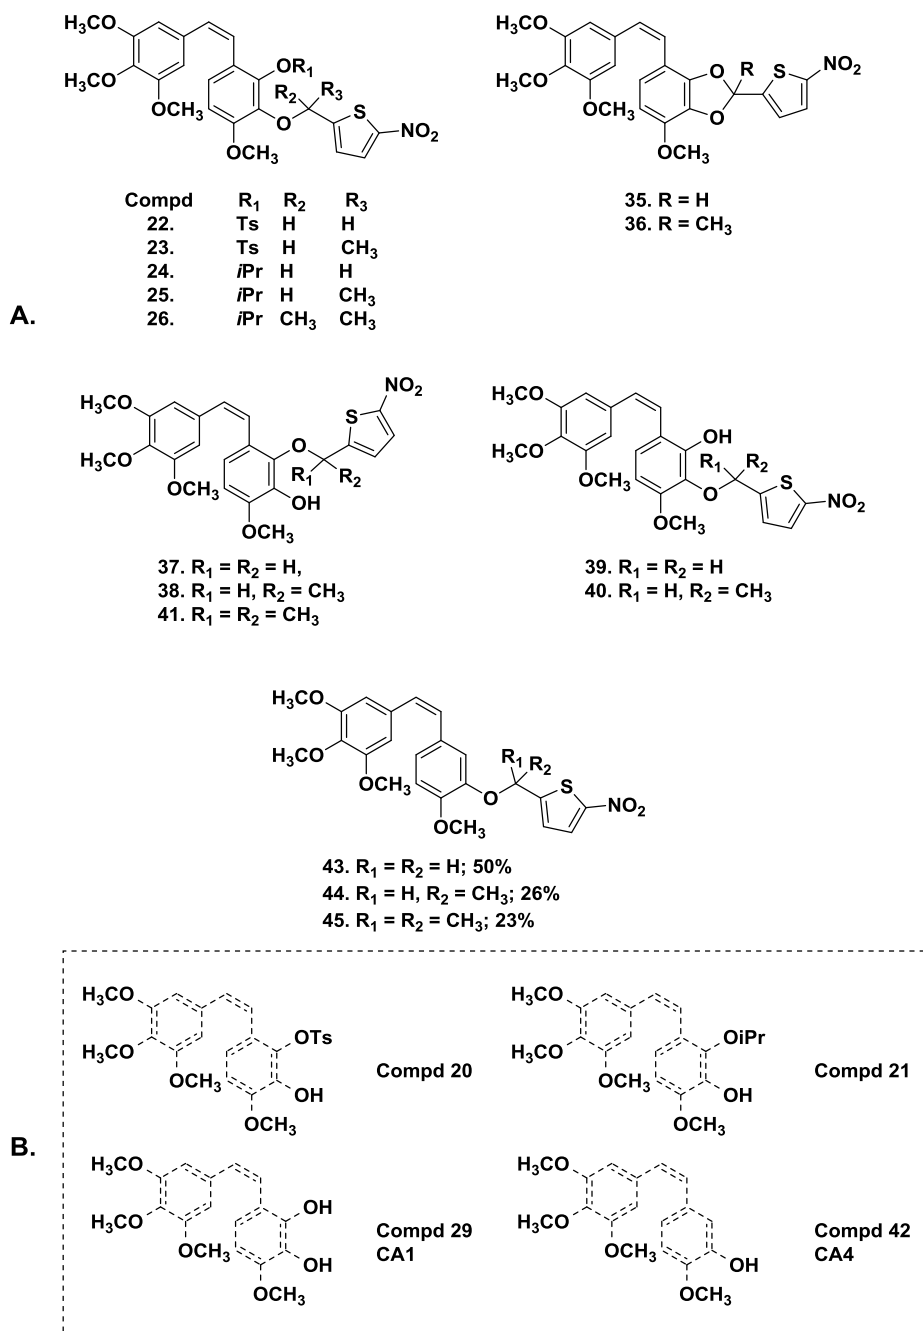 H₃CO
OR₁
R₂ R₃
H₃CO
S
NO₂
OCH₃
O
OCH₃
H₃CO
R
S
NO₂
H₃CO
O
O
OCH₃
OCH₃
Compd R₁ R₂ R₃
22. Ts H H
23. Ts H CH₃
24. iPr H H
25. iPr H CH₃
26. iPr CH₃ CH₃
35. R = H
36. R = CH₃
A.
NO₂
H₃CO
S
O
H₃CO
R₁ R₂
OCH₃
OH
OCH₃
H₃CO
OH
R₁ R₂
H₃CO
S
NO₂
OCH₃
O
OCH₃
37. R₁ = R₂ = H,
38. R₁ = H, R₂ = CH₃
41. R₁ = R₂ = CH₃
39. R₁ = R₂ = H
40. R₁ = H, R₂ = CH₃
H₃CO
R₁ R₂
H₃CO
S
OCH₃
O
NO₂
OCH₃
43. R₁ = R₂ = H; 50%
44. R₁ = H, R₂ = CH₃; 26%
45. R₁ = R₂ = CH₃; 23%
B.
H₃CO
OTs
H₃CO
OCH₃
OH
OCH₃
Compd 20
H₃CO
OiPr
H₃CO
OCH₃
OH
OCH₃
Compd 21
H₃CO
OH
H₃CO
OCH₃
OH
OCH₃
Compd 29
CA1
H₃CO
H₃CO
OCH₃
OH
OCH₃
Compd 42
CA4